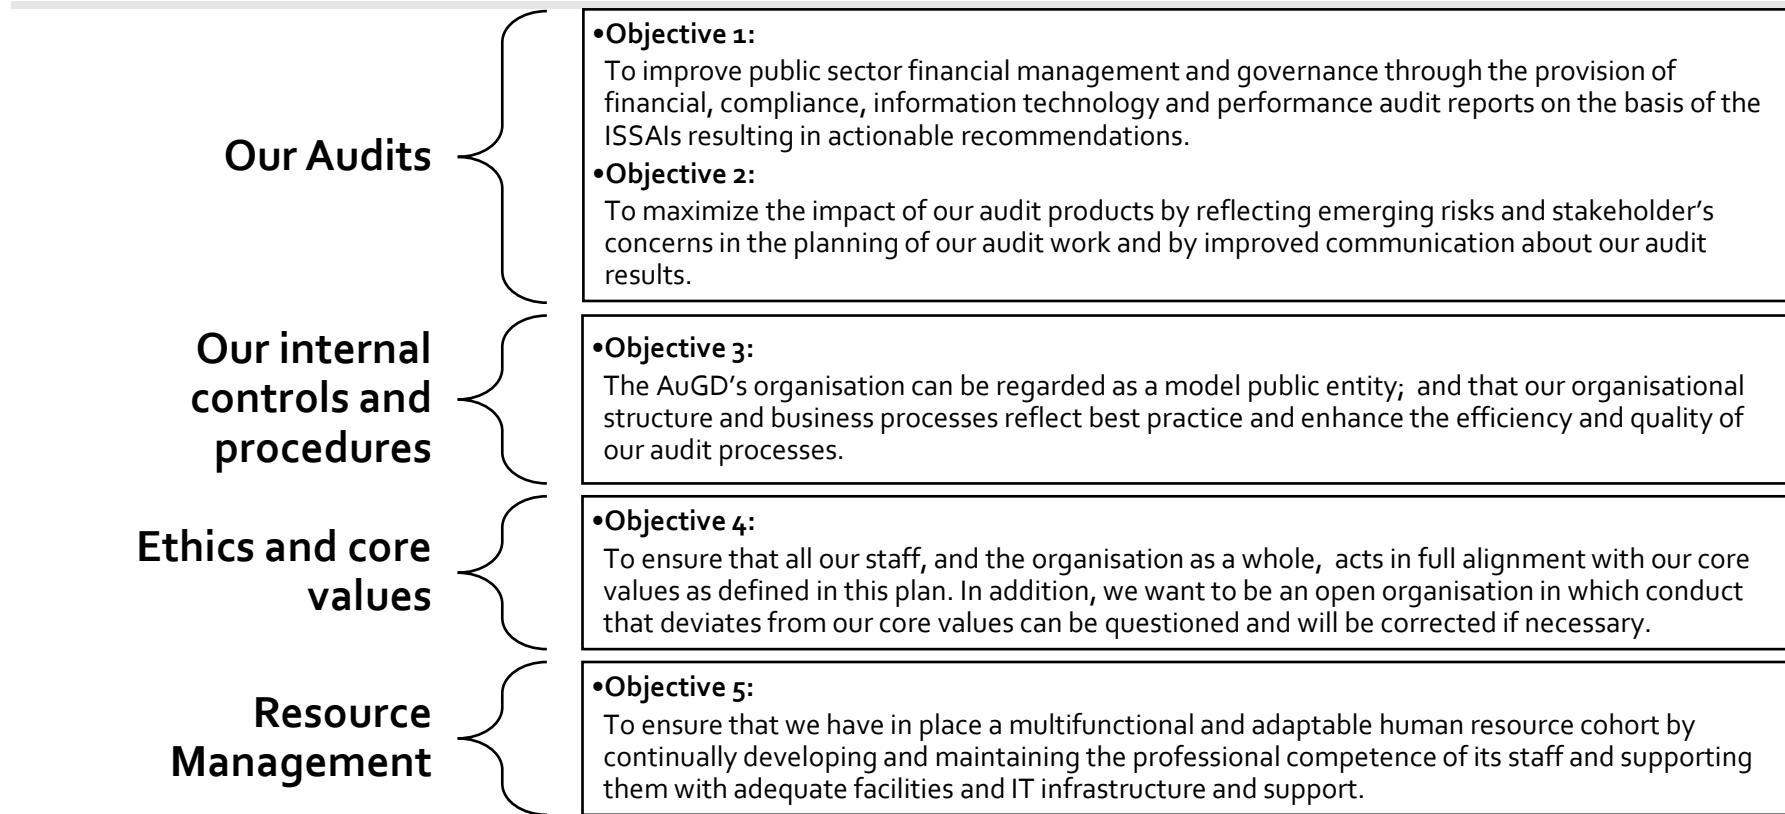 Our Audits
•Objective 1:
To improve public sector financial management and governance through the provision of
financial, compliance, information technology and performance audit reports on the basis of the
ISSAIs resulting in actionable recommendations.
•Objective 2:
To maximize the impact of our audit products by reflecting emerging risks and stakeholder’s
concerns in the planning of our audit work and by improved communication about our audit
results.
Our internal
controls and
procedures
•Objective 3:
The AuGD’s organisation can be regarded as a model public entity; and that our organisational
structure and business processes reflect best practice and enhance the efficiency and quality of
our audit processes.
Ethics and core
values
•Objective 4:
To ensure that all our staff, and the organisation as a whole, acts in full alignment with our core
values as defined in this plan. In addition, we want to be an open organisation in which conduct
that deviates from our core values can be questioned and will be corrected if necessary.
Resource
Management
•Objective 5:
To ensure that we have in place a multifunctional and adaptable human resource cohort by
continually developing and maintaining the professional competence of its staff and supporting
them with adequate facilities and IT infrastructure and support.